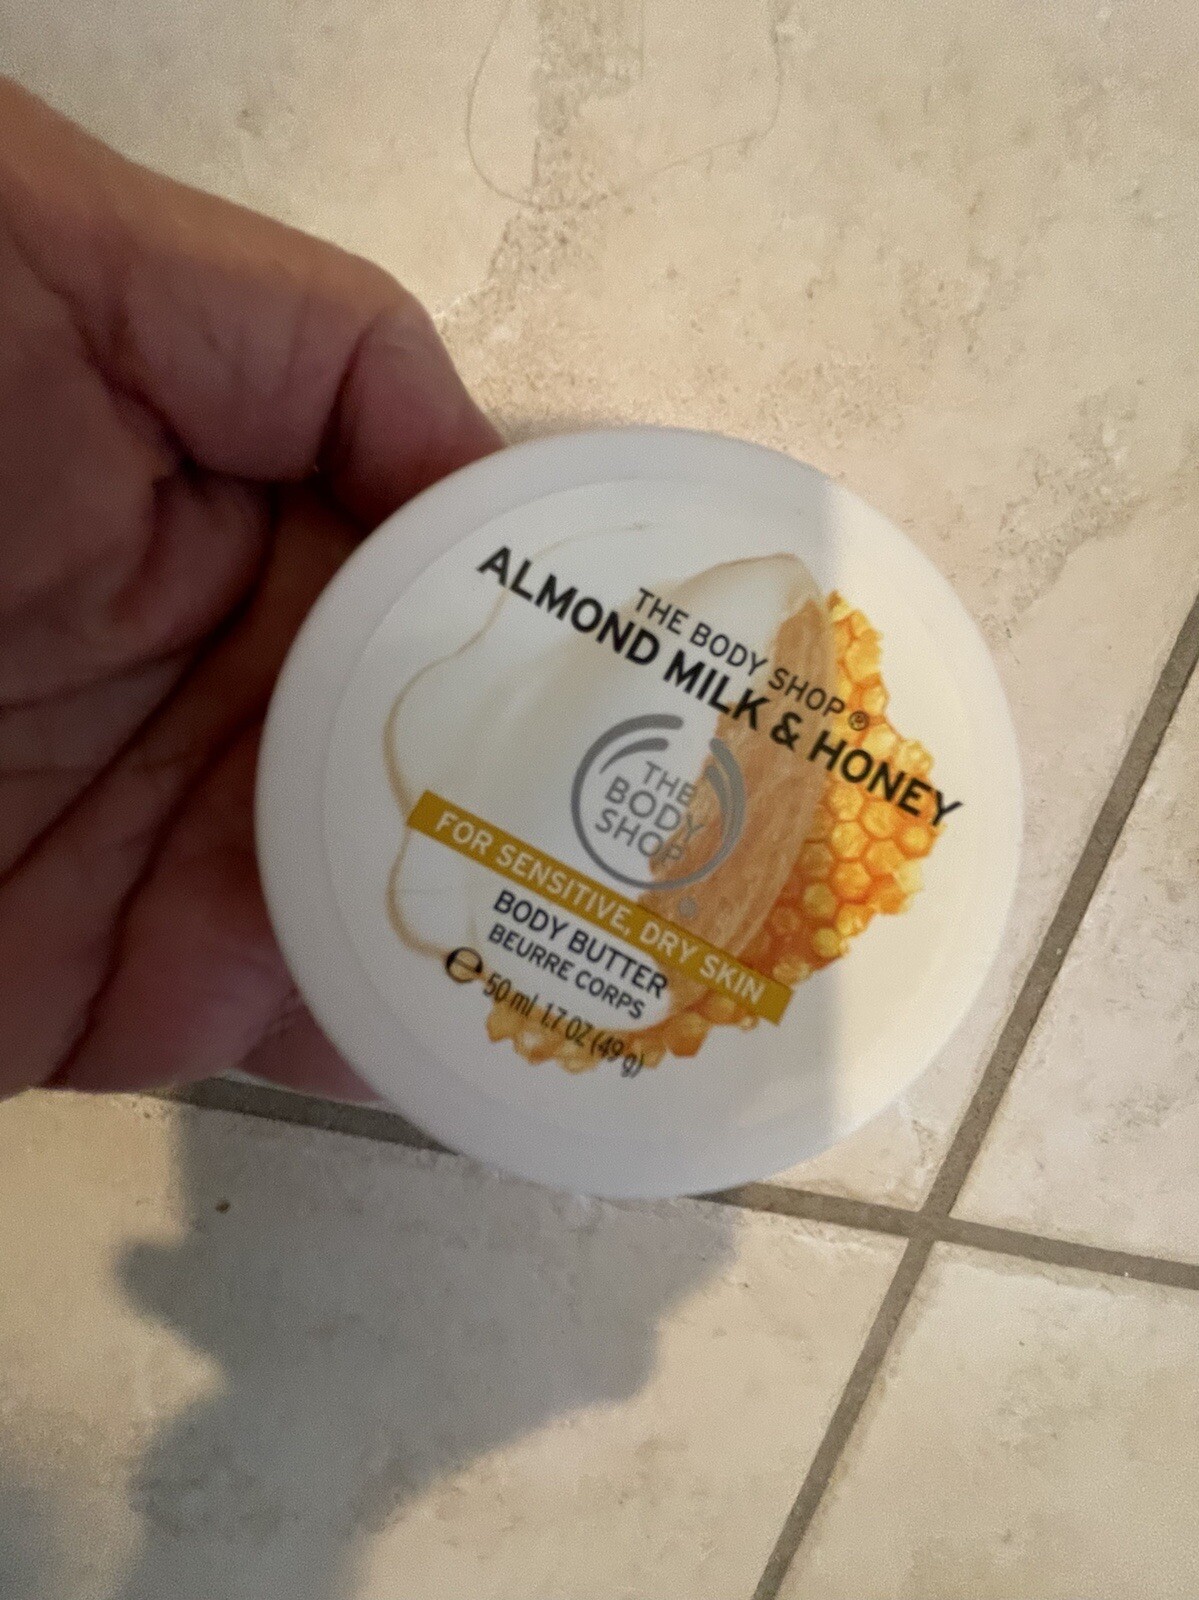 THE BODY SHOP®
ALMOND MILK & HONEY
THE
BODY
SHOP
®
FOR SENSITIVE, DRY SKIN
BODY BUTTER
BEURRE CORPS
℮ 50 ml 1.7 OZ (49 g)